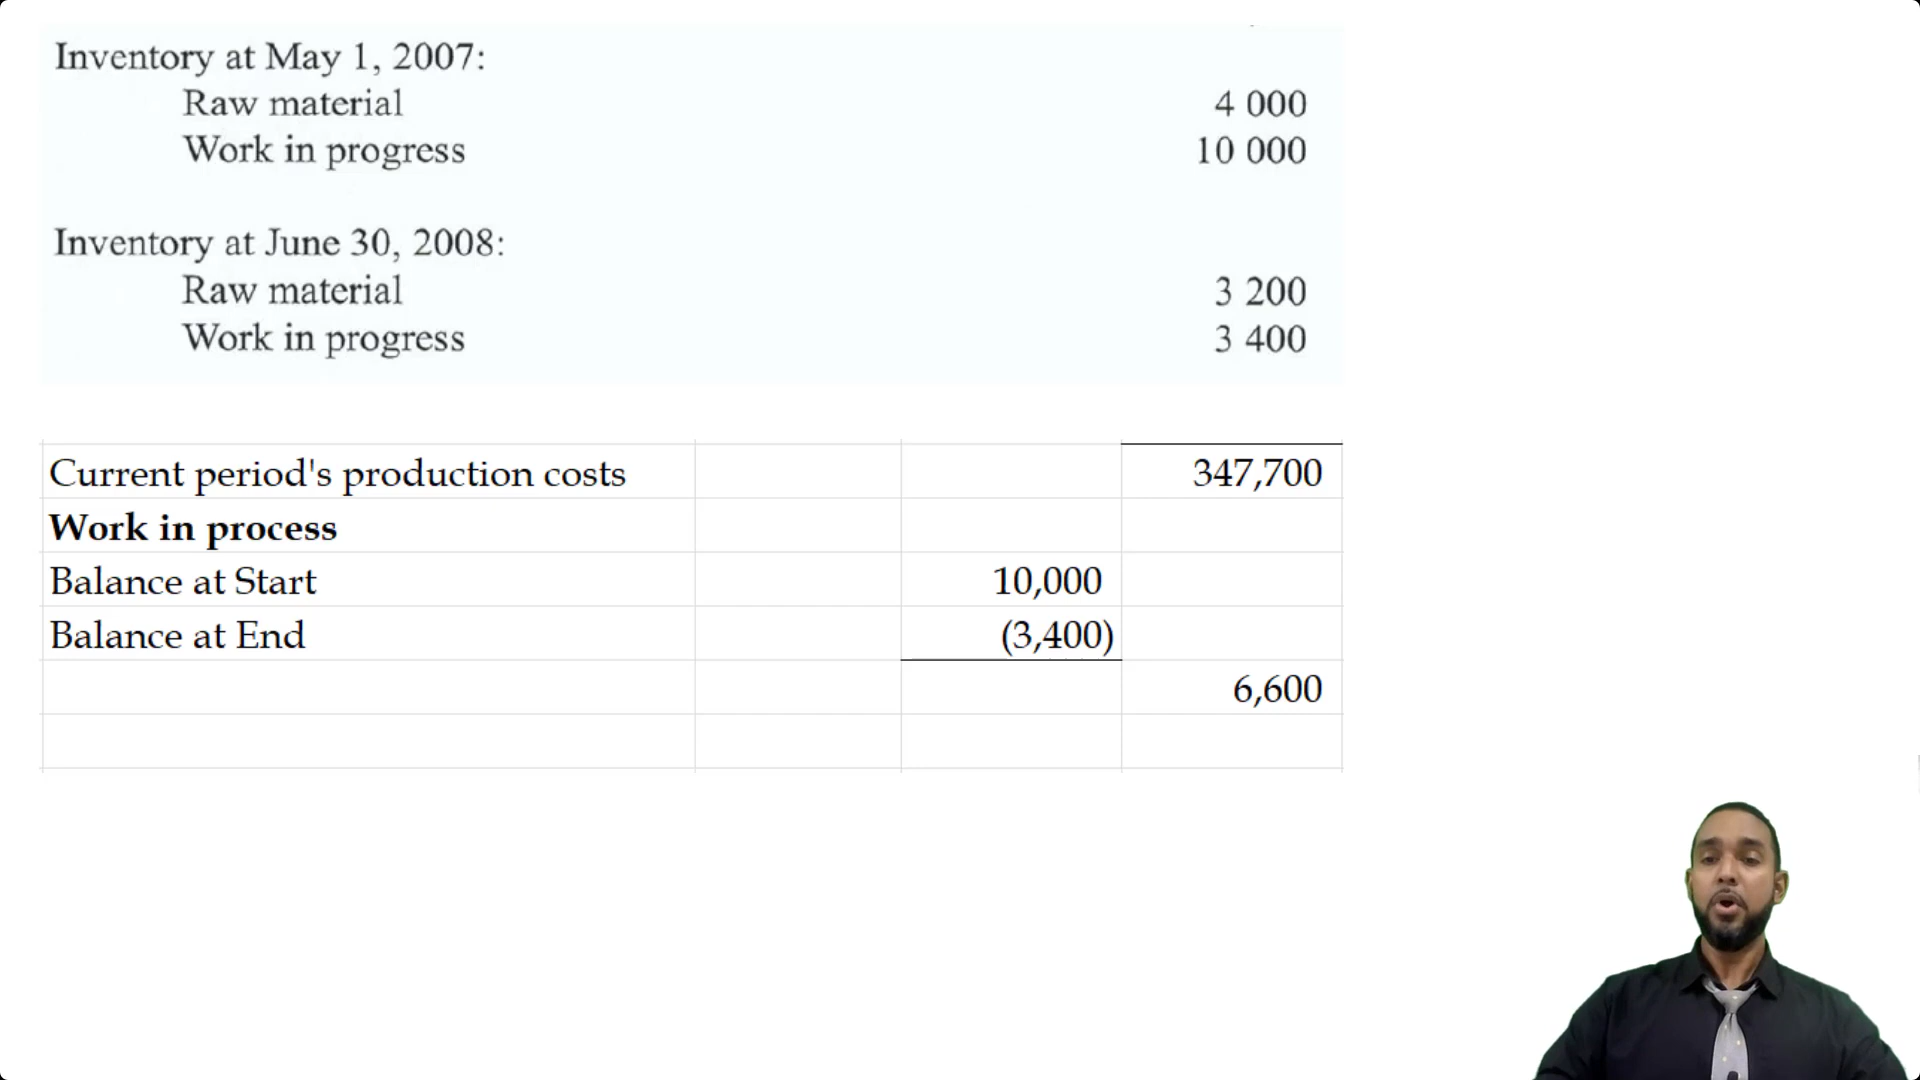 Inventory at May 1, 2007:
Raw material 4 000
Work in progress 10 000
Inventory at June 30, 2008:
Raw material 3 200
Work in progress 3 400
Current period's production costs 347,700
Work in process
Balance at Start 10,000
Balance at End (3,400)
6,600